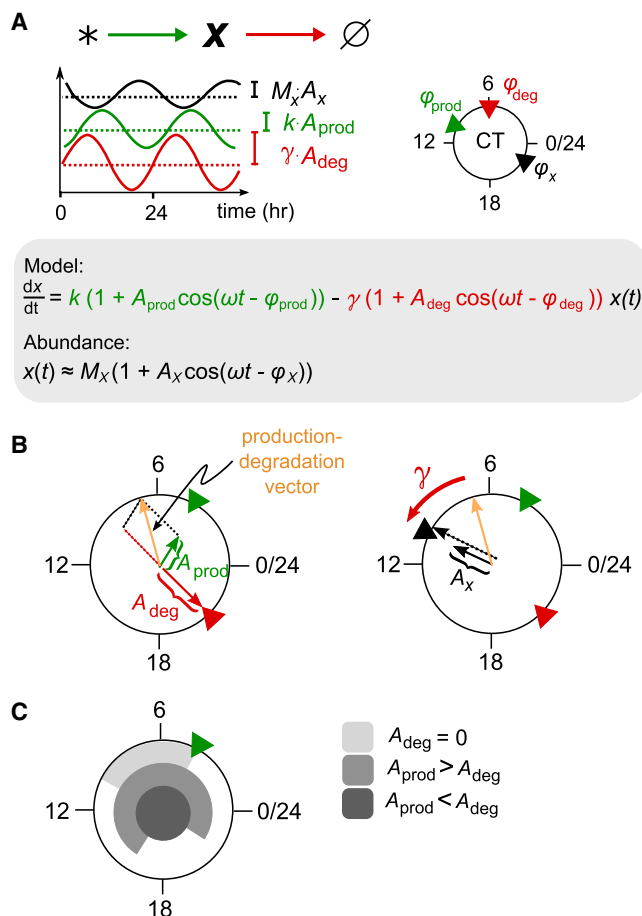 A
* x ∅
Mx·Ax
k·Aprod
γ·Adeg
0 24
time (hr)
6
φprod φdeg
12 CT 0/24
φx
18
Model:
dx/dt = k (1 + Aprod cos(ωt - φprod)) - γ (1 + Adeg cos(ωt - φdeg)) x(t)
Abundance:
x(t) ≈ MX(1 + AX cos(ωt - φX))
B
production-
degradation
vector
6
12 0/24
Aprod
Adeg
18
6
γ
12 0/24
Ax
18
C
6
12 0/24
18
Adeg = 0
Aprod > Adeg
Aprod < Adeg